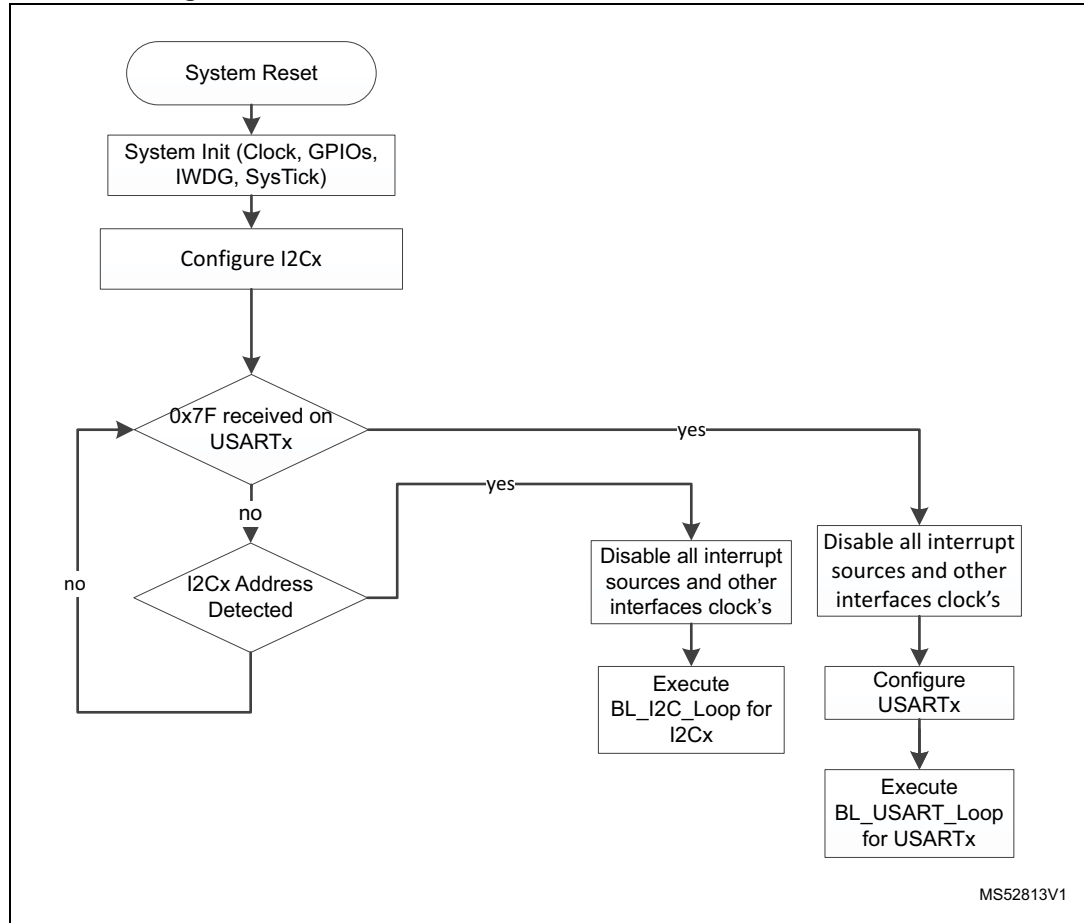 System Reset
System Init (Clock, GPIOs,
IWDG, SysTick)
Configure I2Cx
0x7F received on
USARTx
yes
no
yes
I2Cx Address
Detected
no
Disable all interrupt
sources and other
interfaces clock's
Execute
BL_I2C_Loop for
I2Cx
Disable all interrupt
sources and other
interfaces clock's
Configure
USARTx
Execute
BL_USART_Loop
for USARTx
MS52813V1